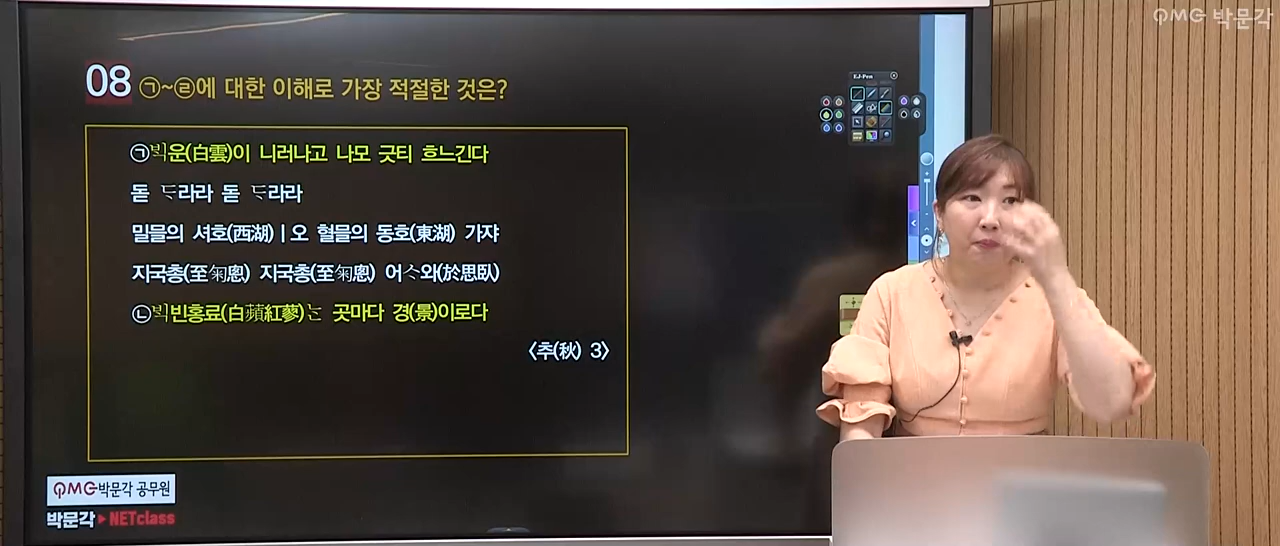 QMG 박문각
08 ㉠~㉣에 대한 이해로 가장 적절한 것은?
㉠ᄇᆡᆨ운(白雲)이 니러나고 나모 긋티 흐느긴다
돋 ᄃᆞ라라 돋 ᄃᆞ라라
밀믈의 셔호(西湖)ㅣ오 혈믈의 동호(東湖) 가쟈
지국총(至匊悤) 지국총(至匊悤) 어ᄉᆞ와(於思臥)
㉡ᄇᆡᆨ빈홍료(白蘋紅蓼)ᄂᆞᆫ 곳마다 경(景)이로다
〈추(秋) 3〉
QMG박문각 공무원
박문각 ▶ NETclass
EJ-Pen